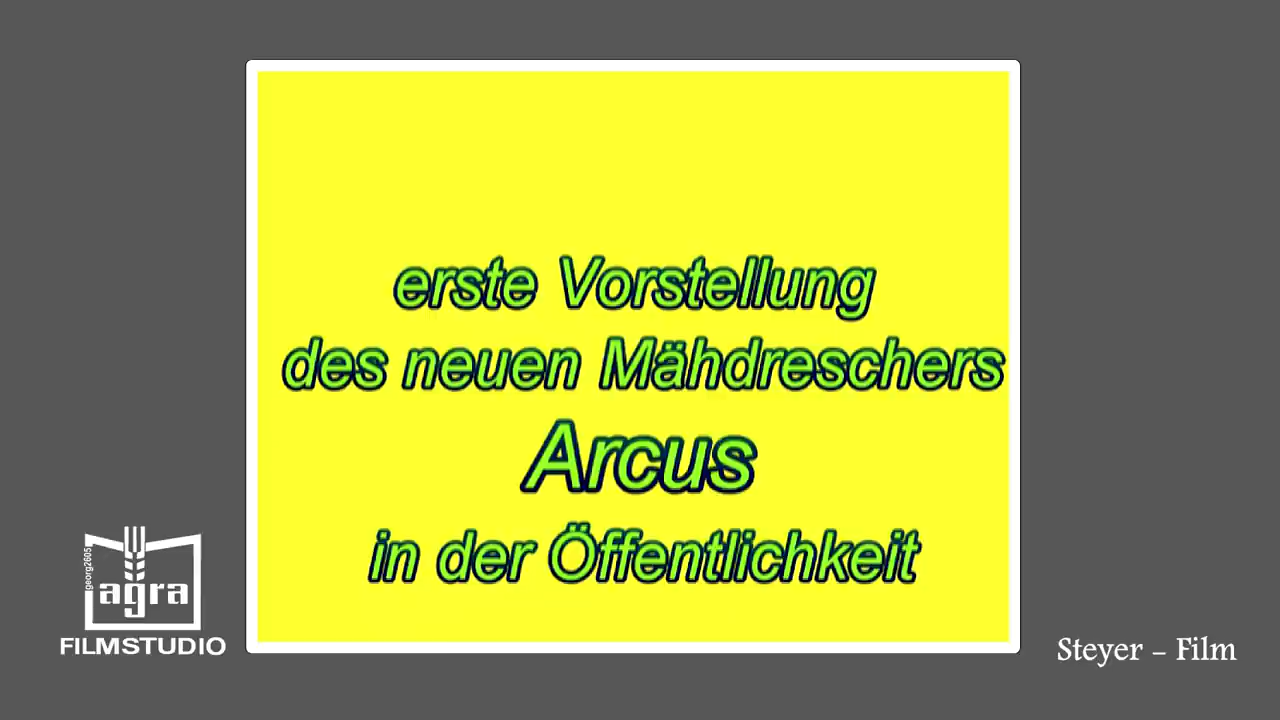 erste Vorstellung
des neuen Mähdreschers
Arcus
in der Öffentlichkeit
georg2605
agra
FILMSTUDIO
Steyer – Film